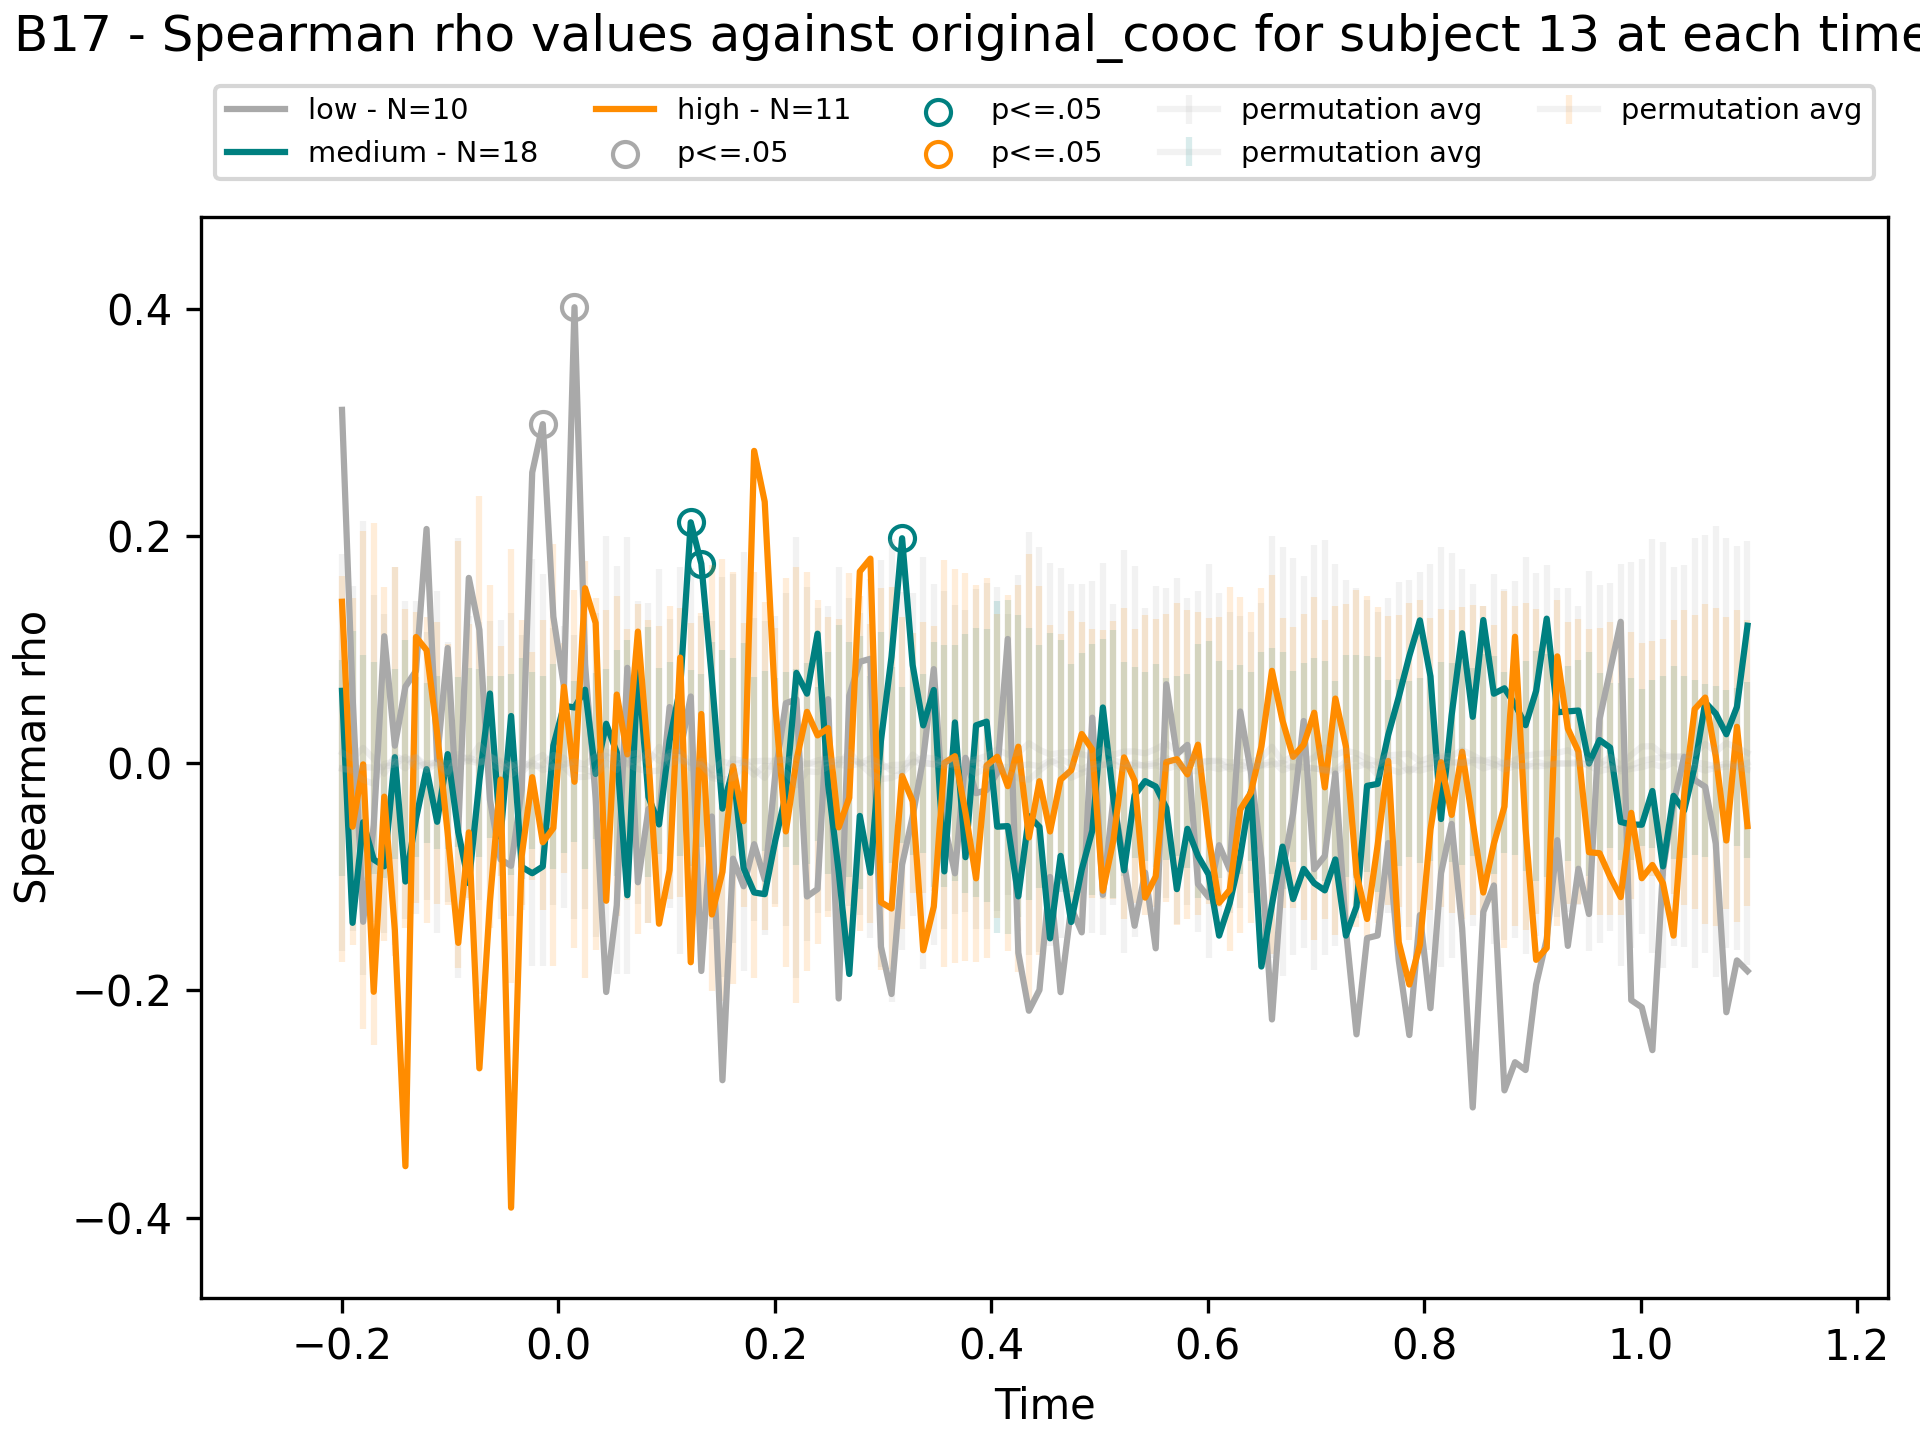 B17 - Spearman rho values against original_cooc for subject 13 at each time
low - N=10
medium - N=18
high - N=11
p<=.05
p<=.05
p<=.05
permutation avg
permutation avg
permutation avg
Spearman rho
0.4
0.2
0.0
−0.2
−0.4
−0.2 0.0 0.2 0.4 0.6 0.8 1.0 1.2
Time